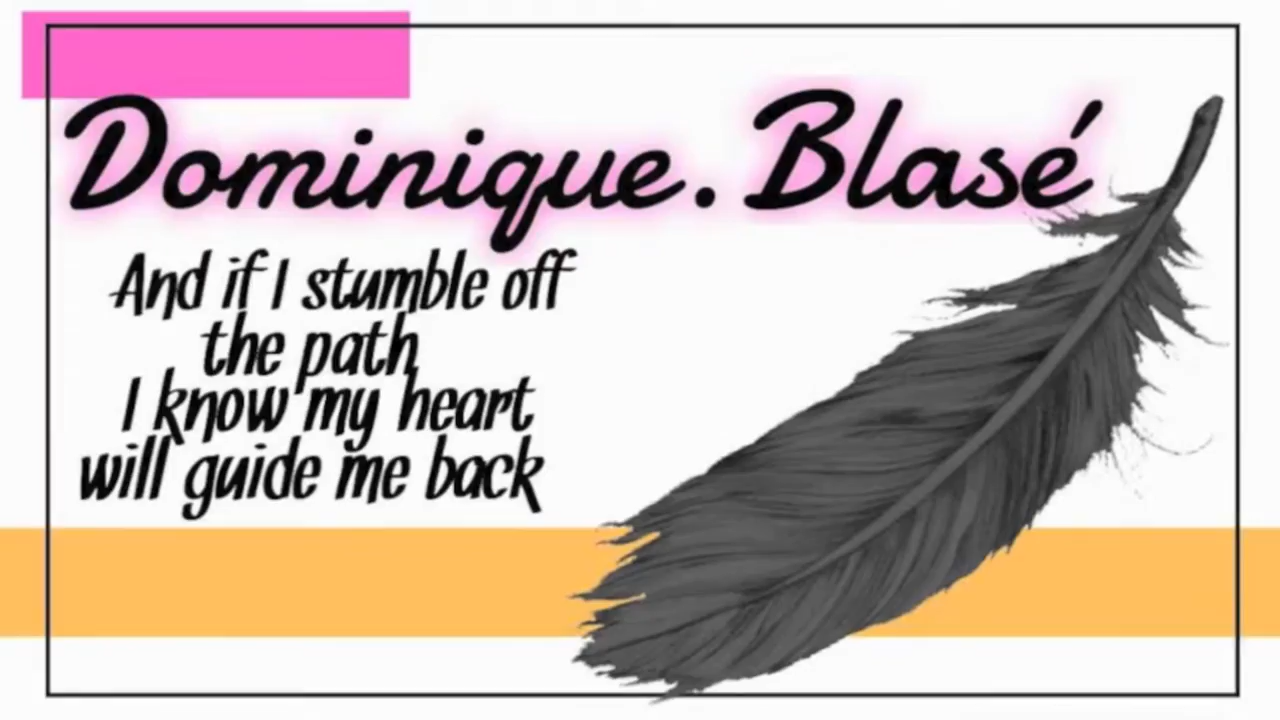 Dominique. Blasé
And if I stumble off
the path
I know my heart
will guide me back